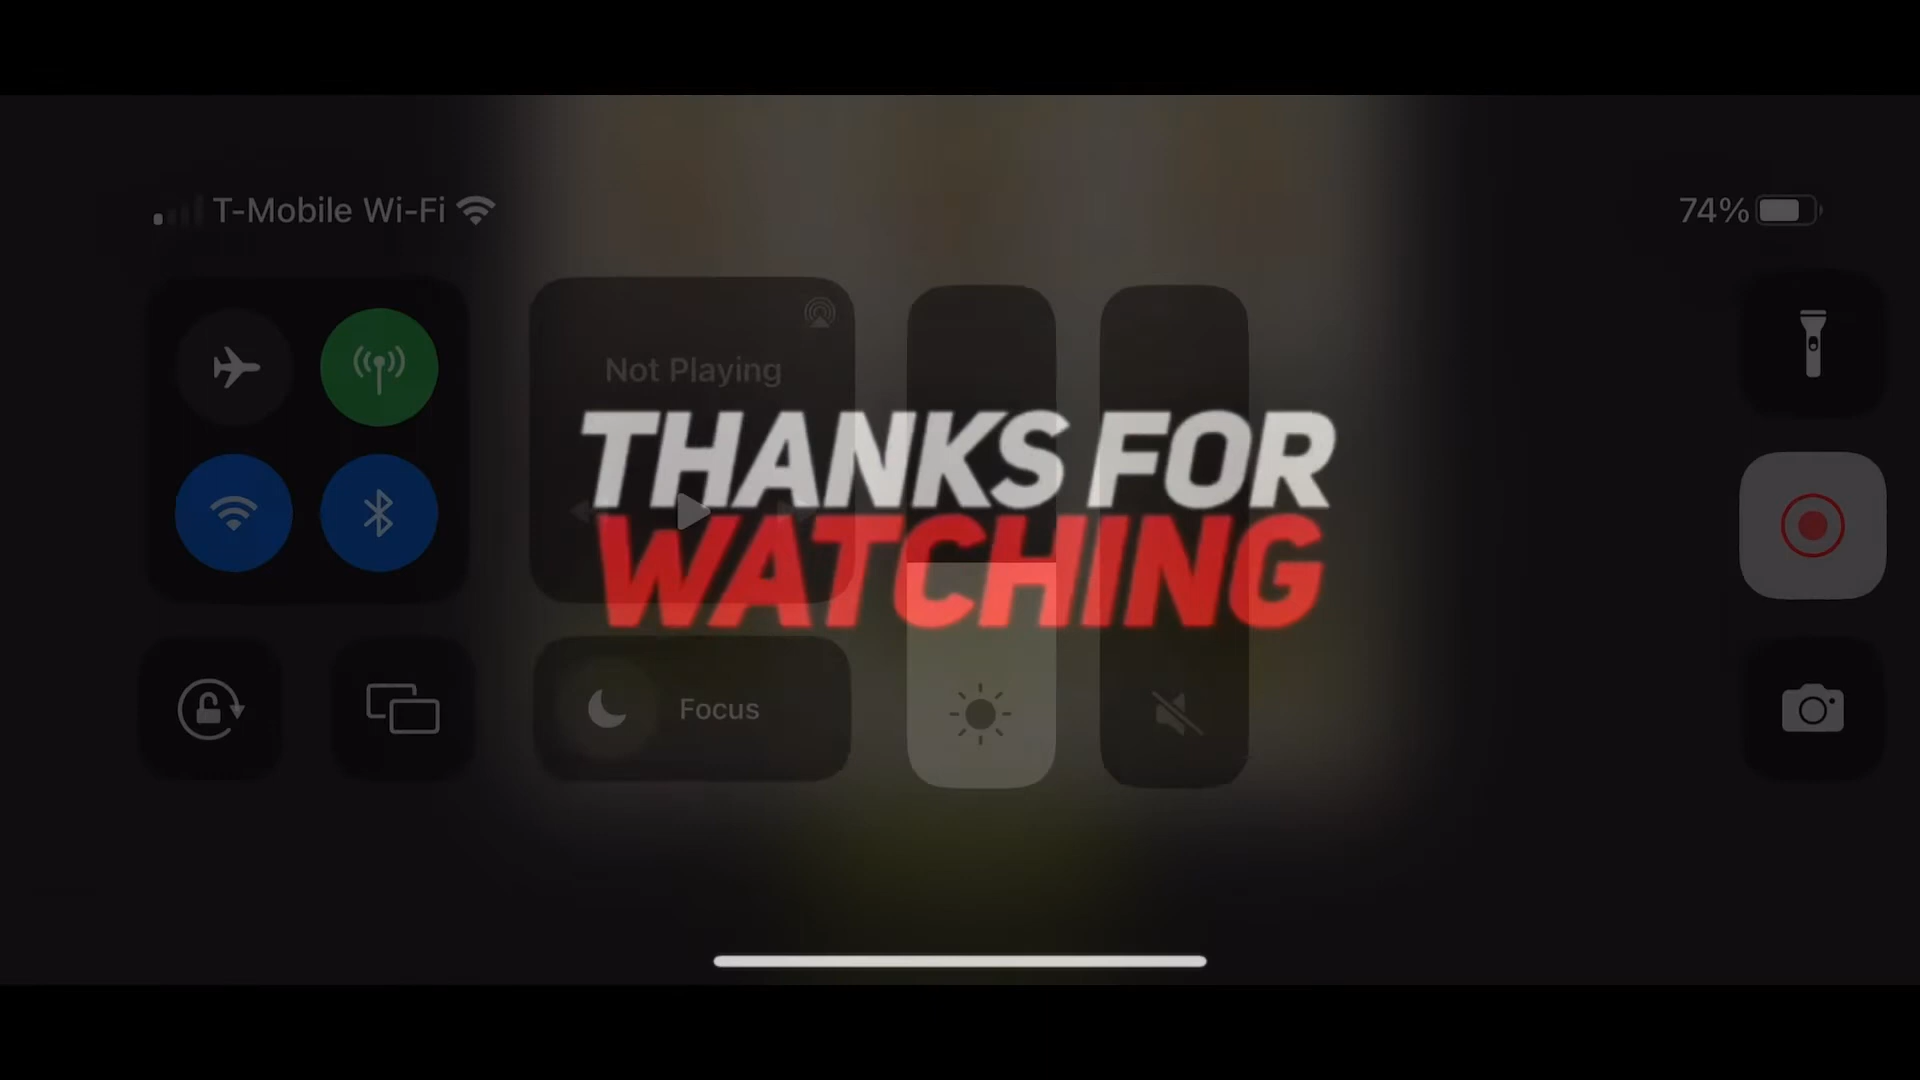 T-Mobile Wi-Fi
74%
Not Playing
THANKS FOR
WATCHING
Focus